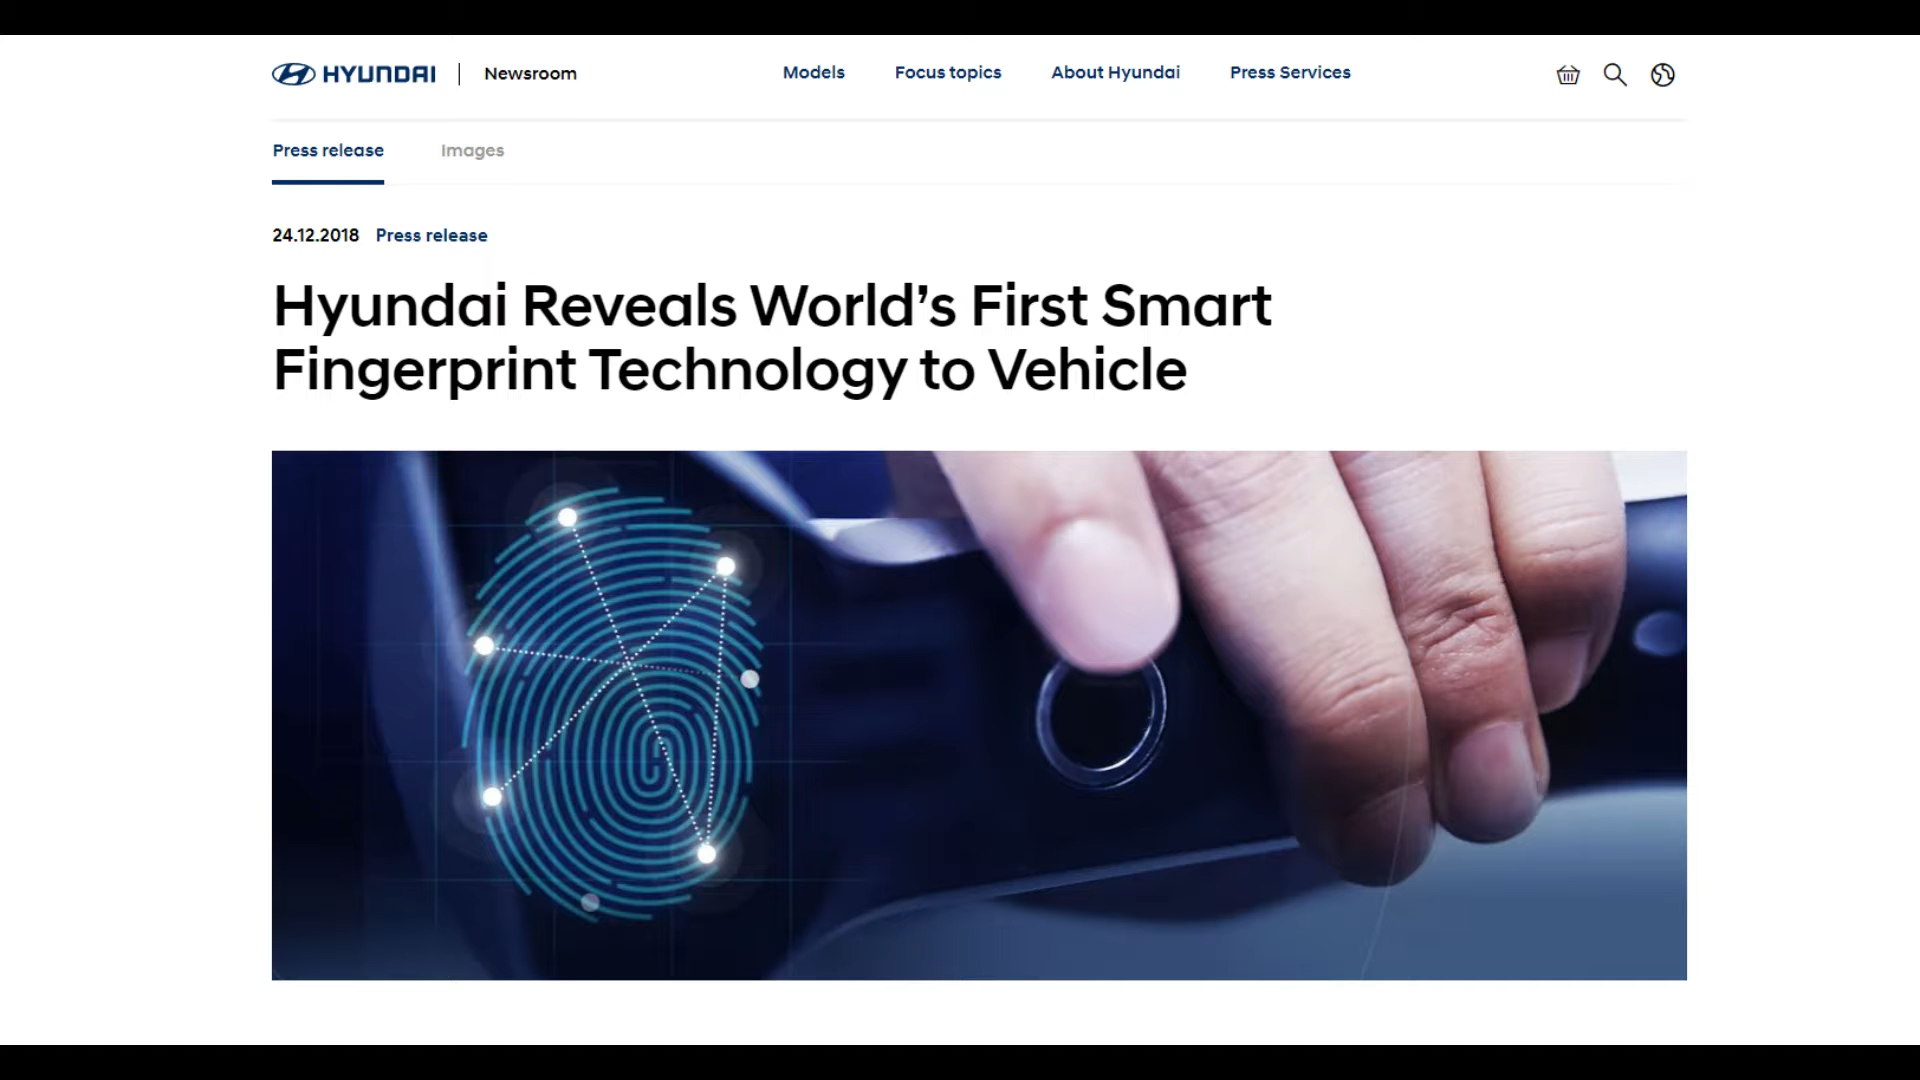 HYUNDAI | Newsroom
Models Focus topics About Hyundai Press Services
Press release Images
24.12.2018 Press release
Hyundai Reveals World’s First Smart
Fingerprint Technology to Vehicle